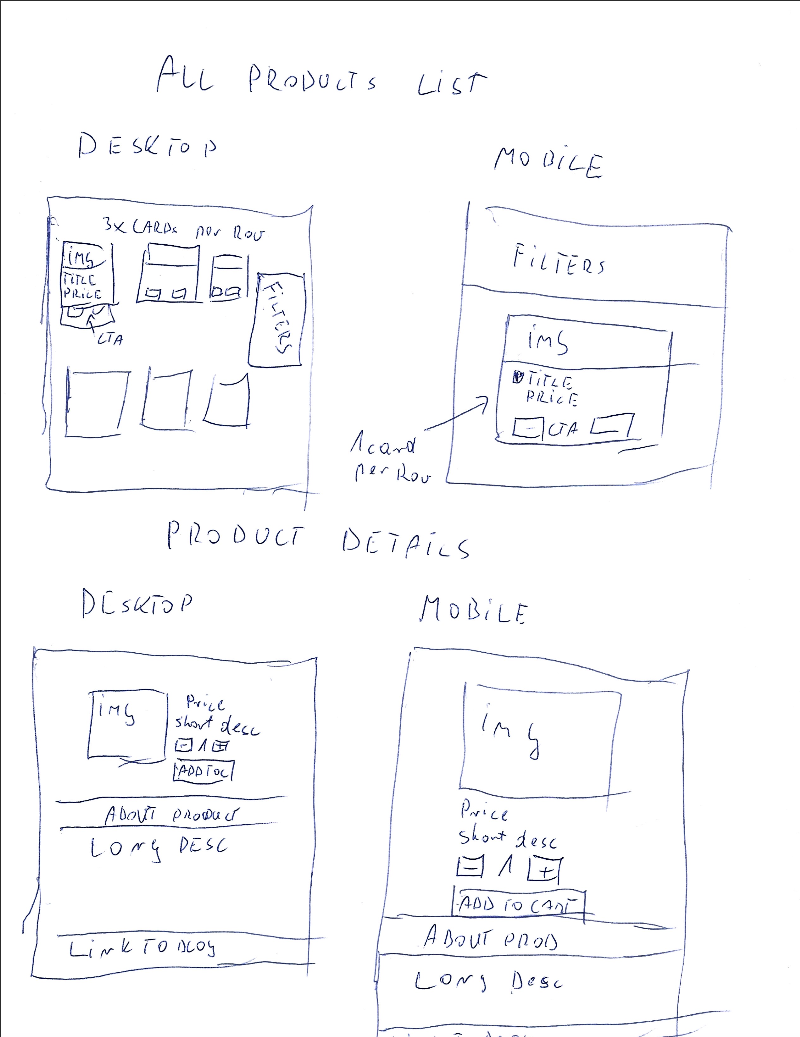 ALL PRODUCTS LIST
DESKTOP
MOBILE
3x CARDS per ROW
img
TITLE
PRICE
CTA
FILTERS
FILTERS
img
TITLE
PRICE
CTA
1 card
per Row
PRODUCT DETAILS
DESKTOP
MOBILE
img
Price
short desc
- 1 +
ADD TO C
ABOUT PRODUCT
LONG DESC
LINK TO BLOG
img
Price
short desc
- 1 +
ADD TO CART
ABOUT PROD
LONG DESC